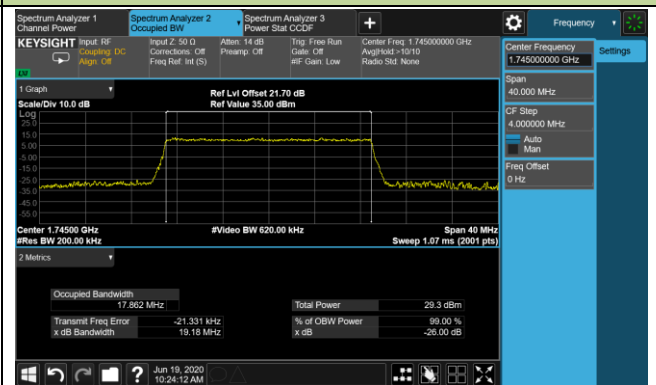 Spectrum Analyzer 1
Channel Power
Spectrum Analyzer 2
Occupied BW
Spectrum Analyzer 3
Power Stat CCDF
+
Frequency
KEYSIGHT
Input: RF
Coupling: DC
Align: Off
Input Z: 50 Ω
Corrections: Off
Freq Ref: Int (S)
Atten: 14 dB
Preamp: Off
Trig: Free Run
Gate: Off
#IF Gain: Low
Center Freq: 1.745000000 GHz
Avg|Hold:>10/10
Radio Std: None
Center Frequency
1.745000000 GHz
Settings
Span
40.000 MHz
CF Step
4.000000 MHz
Auto
Man
Freq Offset
0 Hz
1 Graph
Scale/Div 10.0 dB
Ref Lvl Offset 21.70 dB
Ref Value 35.00 dBm
Log
25.0
15.0
5.00
-5.00
-15.0
-25.0
-35.0
-45.0
-55.0
Center 1.74500 GHz
#Res BW 200.00 kHz
#Video BW 620.00 kHz
Span 40 MHz
Sweep 1.07 ms (2001 pts)
2 Metrics
Occupied Bandwidth
17.862 MHz
Total Power 29.3 dBm
Transmit Freq Error -21.331 kHz
% of OBW Power 99.00 %
x dB Bandwidth 19.18 MHz
x dB -26.00 dB
?
Jun 19, 2020
10:24:12 AM